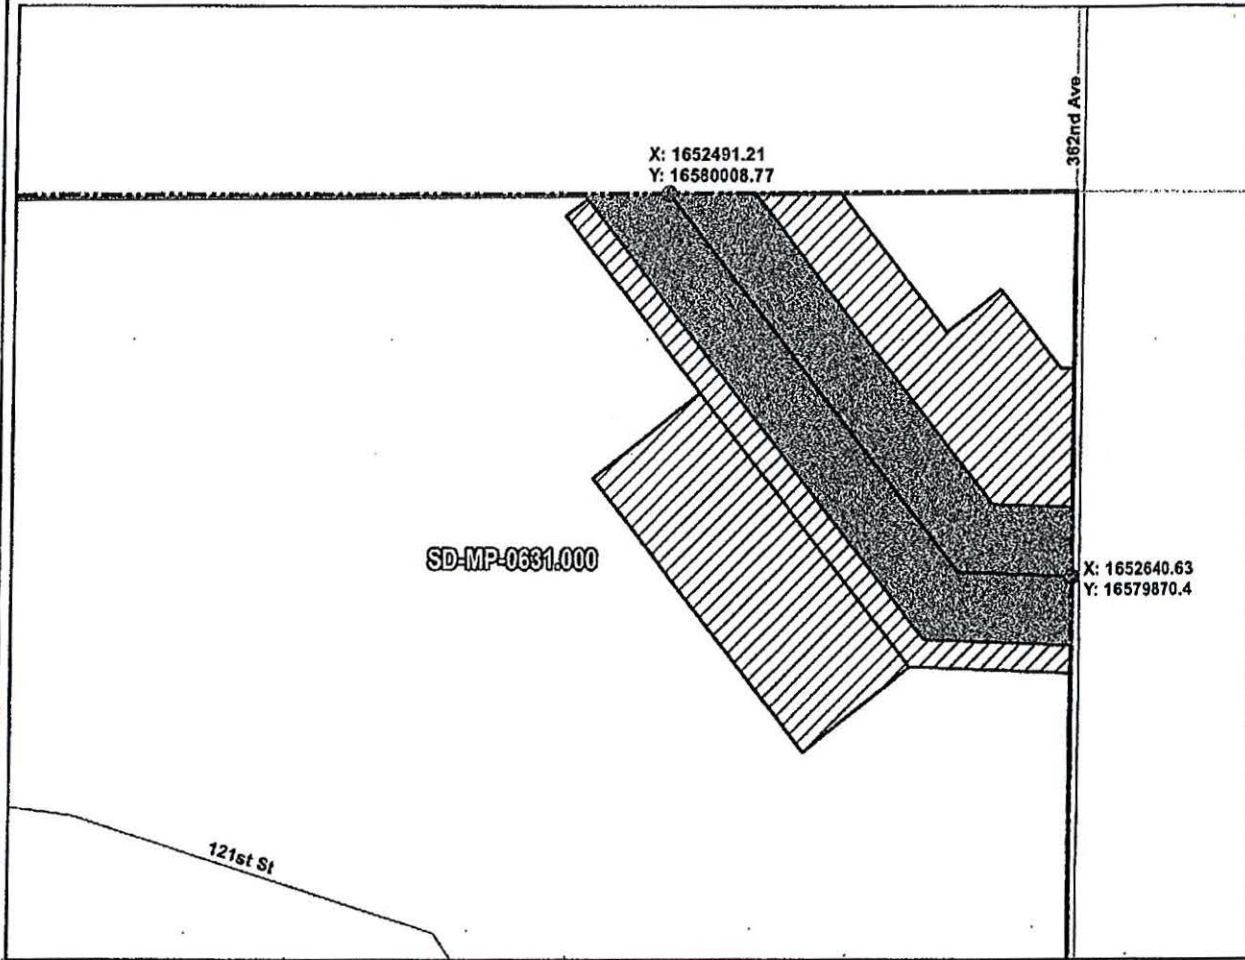 362nd Ave
X: 1652491.21
Y: 16580008.77
SD-MP-0631.000
X: 1652640.63
Y: 16579870.4
121st St